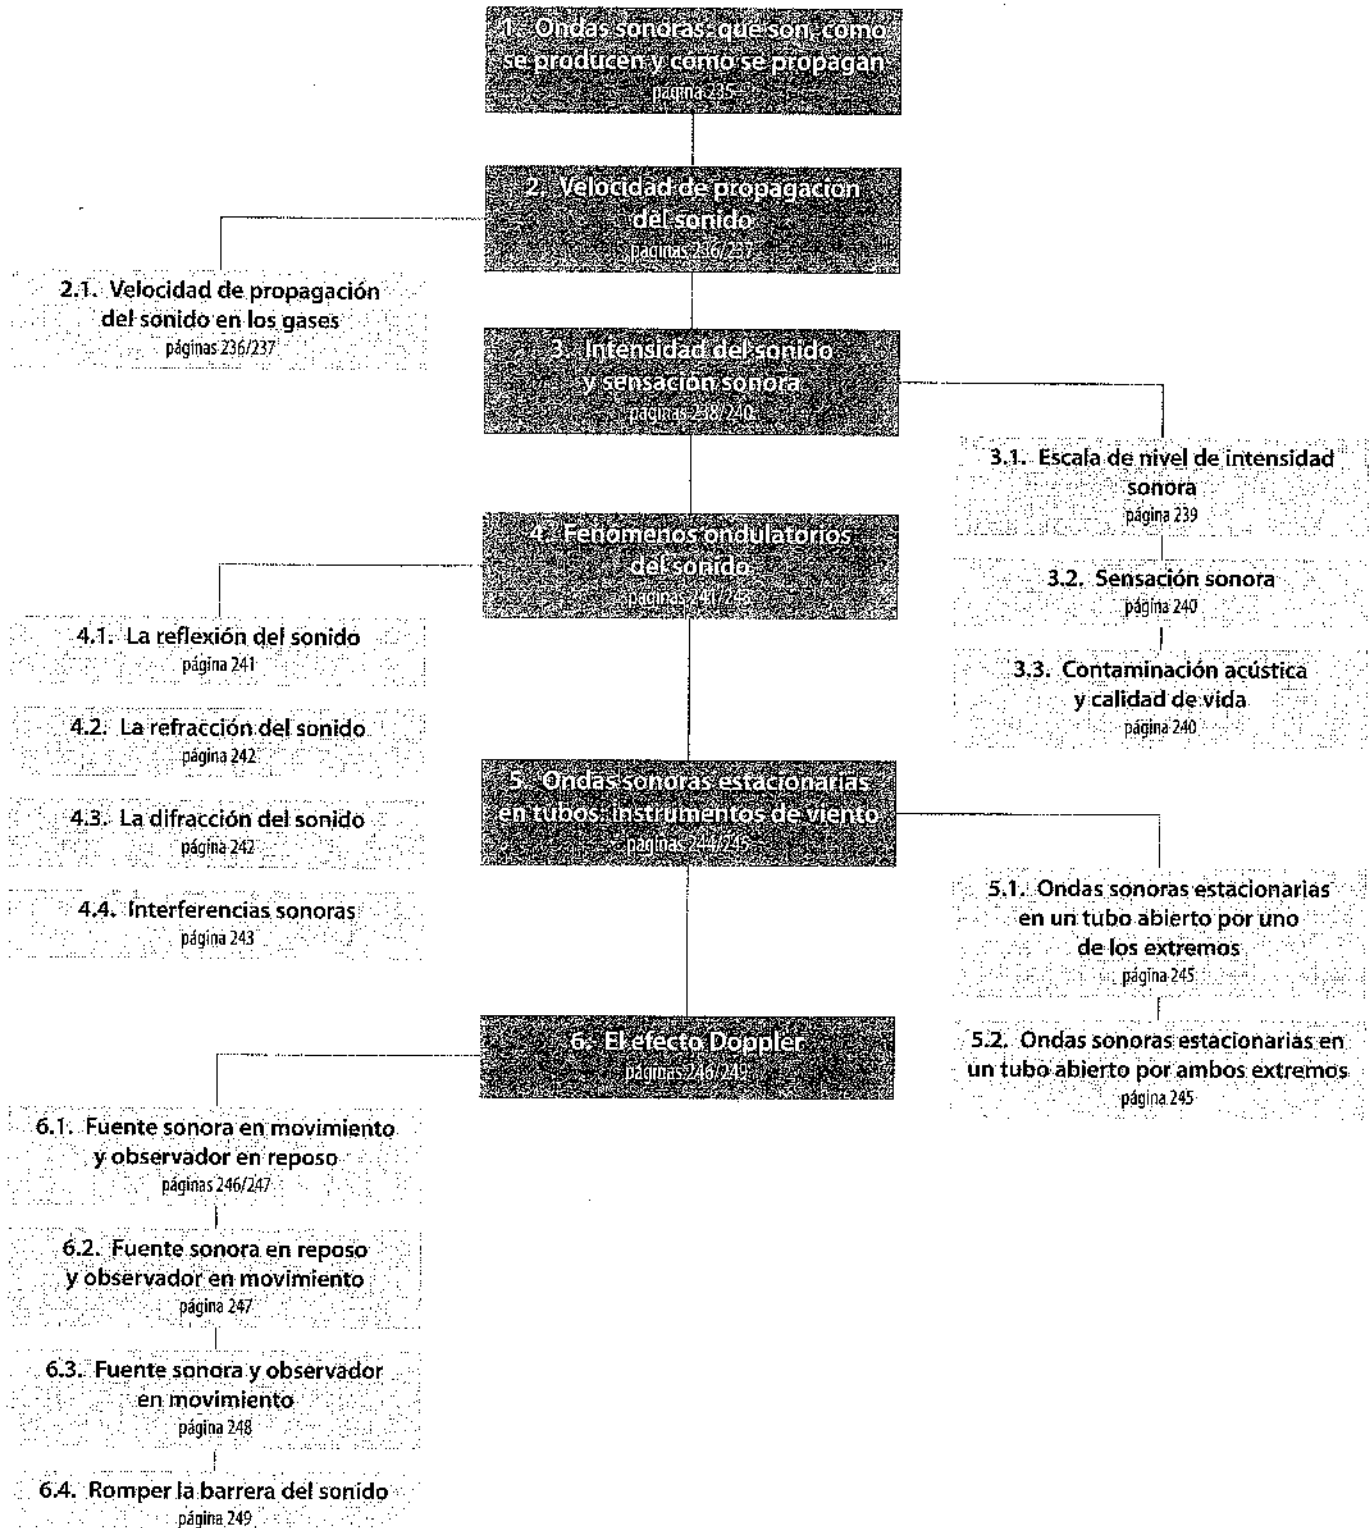 1. Ondas sonoras: qué son, cómo
se producen y cómo se propagan
página 235
2. Velocidad de propagación
del sonido
páginas 236/237
2.1. Velocidad de propagación
del sonido en los gases
páginas 236/237
3. Intensidad del sonido
y sensación sonora
páginas 238/240
3.1. Escala de nivel de intensidad
sonora
página 239
3.2. Sensación sonora
página 240
3.3. Contaminación acústica
y calidad de vida
página 240
4. Fenómenos ondulatorios
del sonido
páginas 241/243
4.1. La reflexión del sonido
página 241
4.2. La refracción del sonido
página 242
4.3. La difracción del sonido
página 242
4.4. Interferencias sonoras
página 243
5. Ondas sonoras estacionarias
en tubos: instrumentos de viento
páginas 244/245
5.1. Ondas sonoras estacionarias
en un tubo abierto por uno
de los extremos
página 245
5.2. Ondas sonoras estacionarias en
un tubo abierto por ambos extremos
página 245
6. El efecto Doppler
páginas 246/249
6.1. Fuente sonora en movimiento
y observador en reposo
páginas 246/247
6.2. Fuente sonora en reposo
y observador en movimiento
página 247
6.3. Fuente sonora y observador
en movimiento
página 248
6.4. Romper la barrera del sonido
página 249